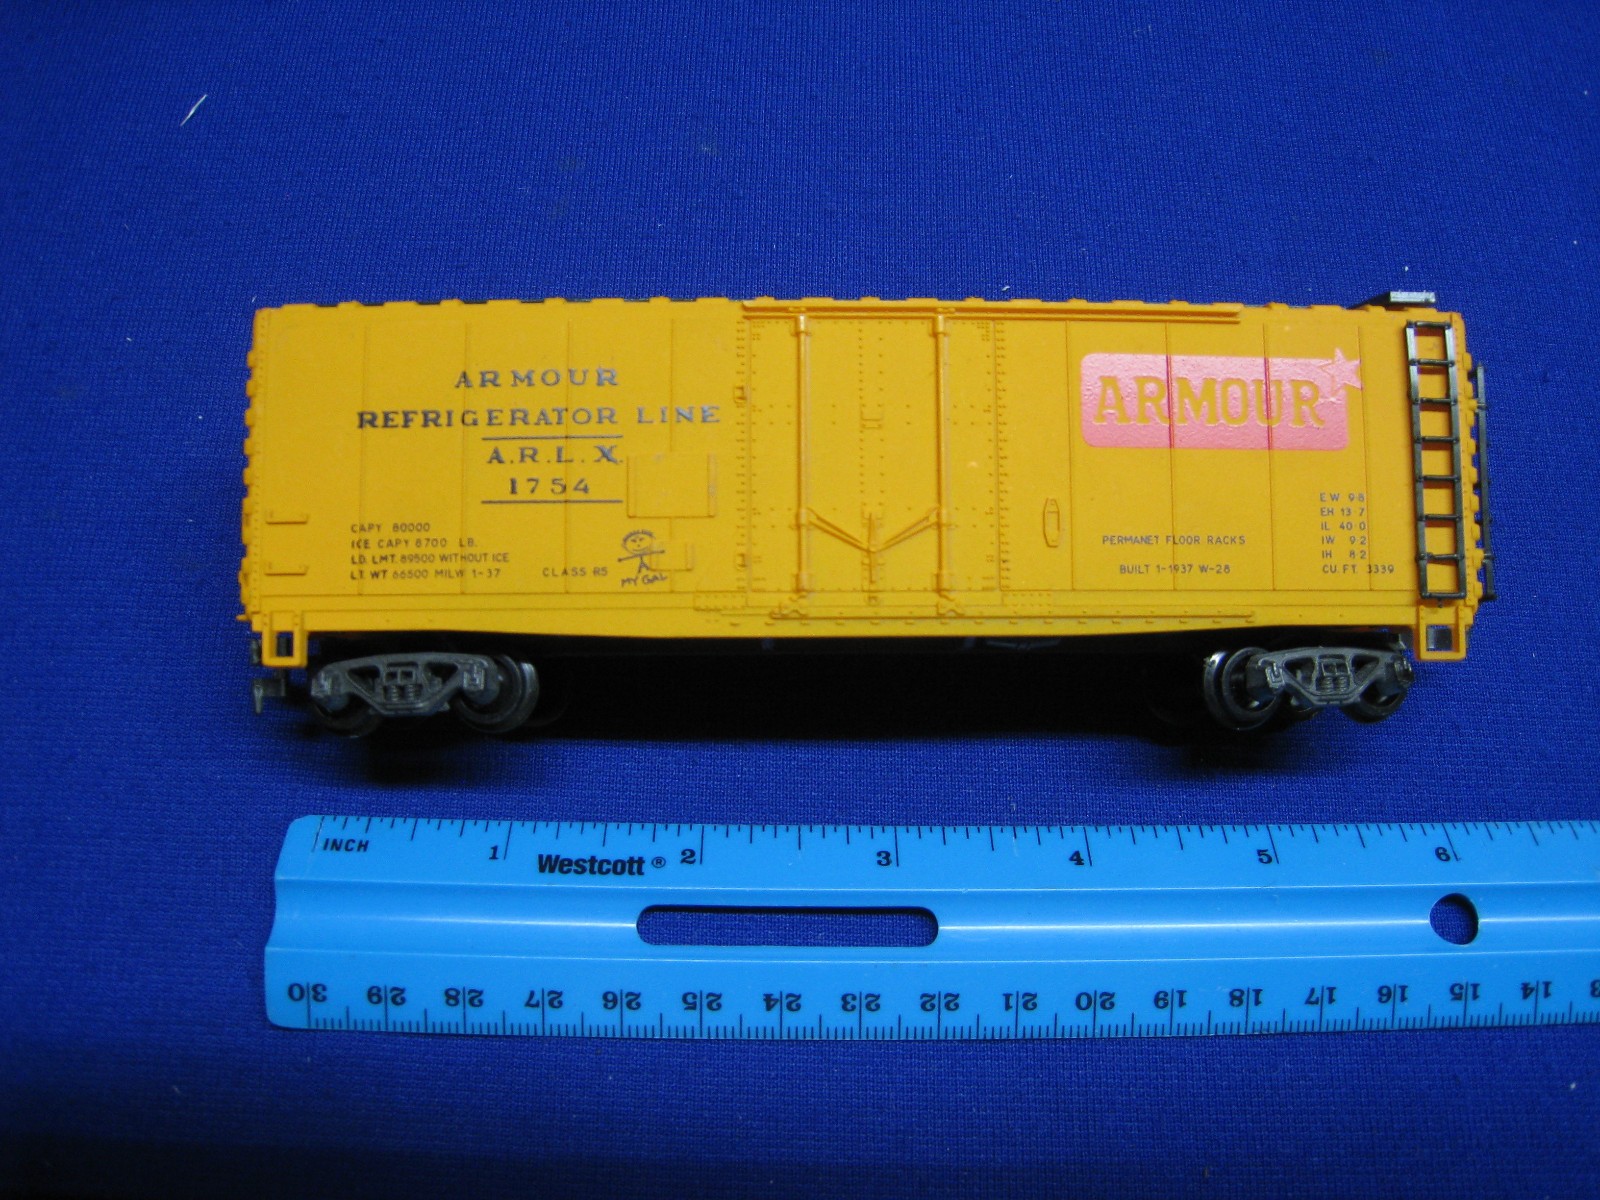 ARMOUR
REFRIGERATOR LINE
A.R.L.X.
1754
CAPY 80000
ICE CAPY 8700 LB.
LD. LMT. 89500 WITHOUT ICE
LT. WT 66500 MILW 1-37
CLASS R5
MY GAL
ARMOUR
EW 9 8
EH 13 7
IL 40 0
IW 9 2
IH 8 2
CU. FT. 3339
PERMANET FLOOR RACKS
BUILT 1-1937 W-28
INCH 1 Westcott ® 2 3 4 5 6
30 29 28 27 26 25 24 23 22 21 20 19 18 17 16 15 14